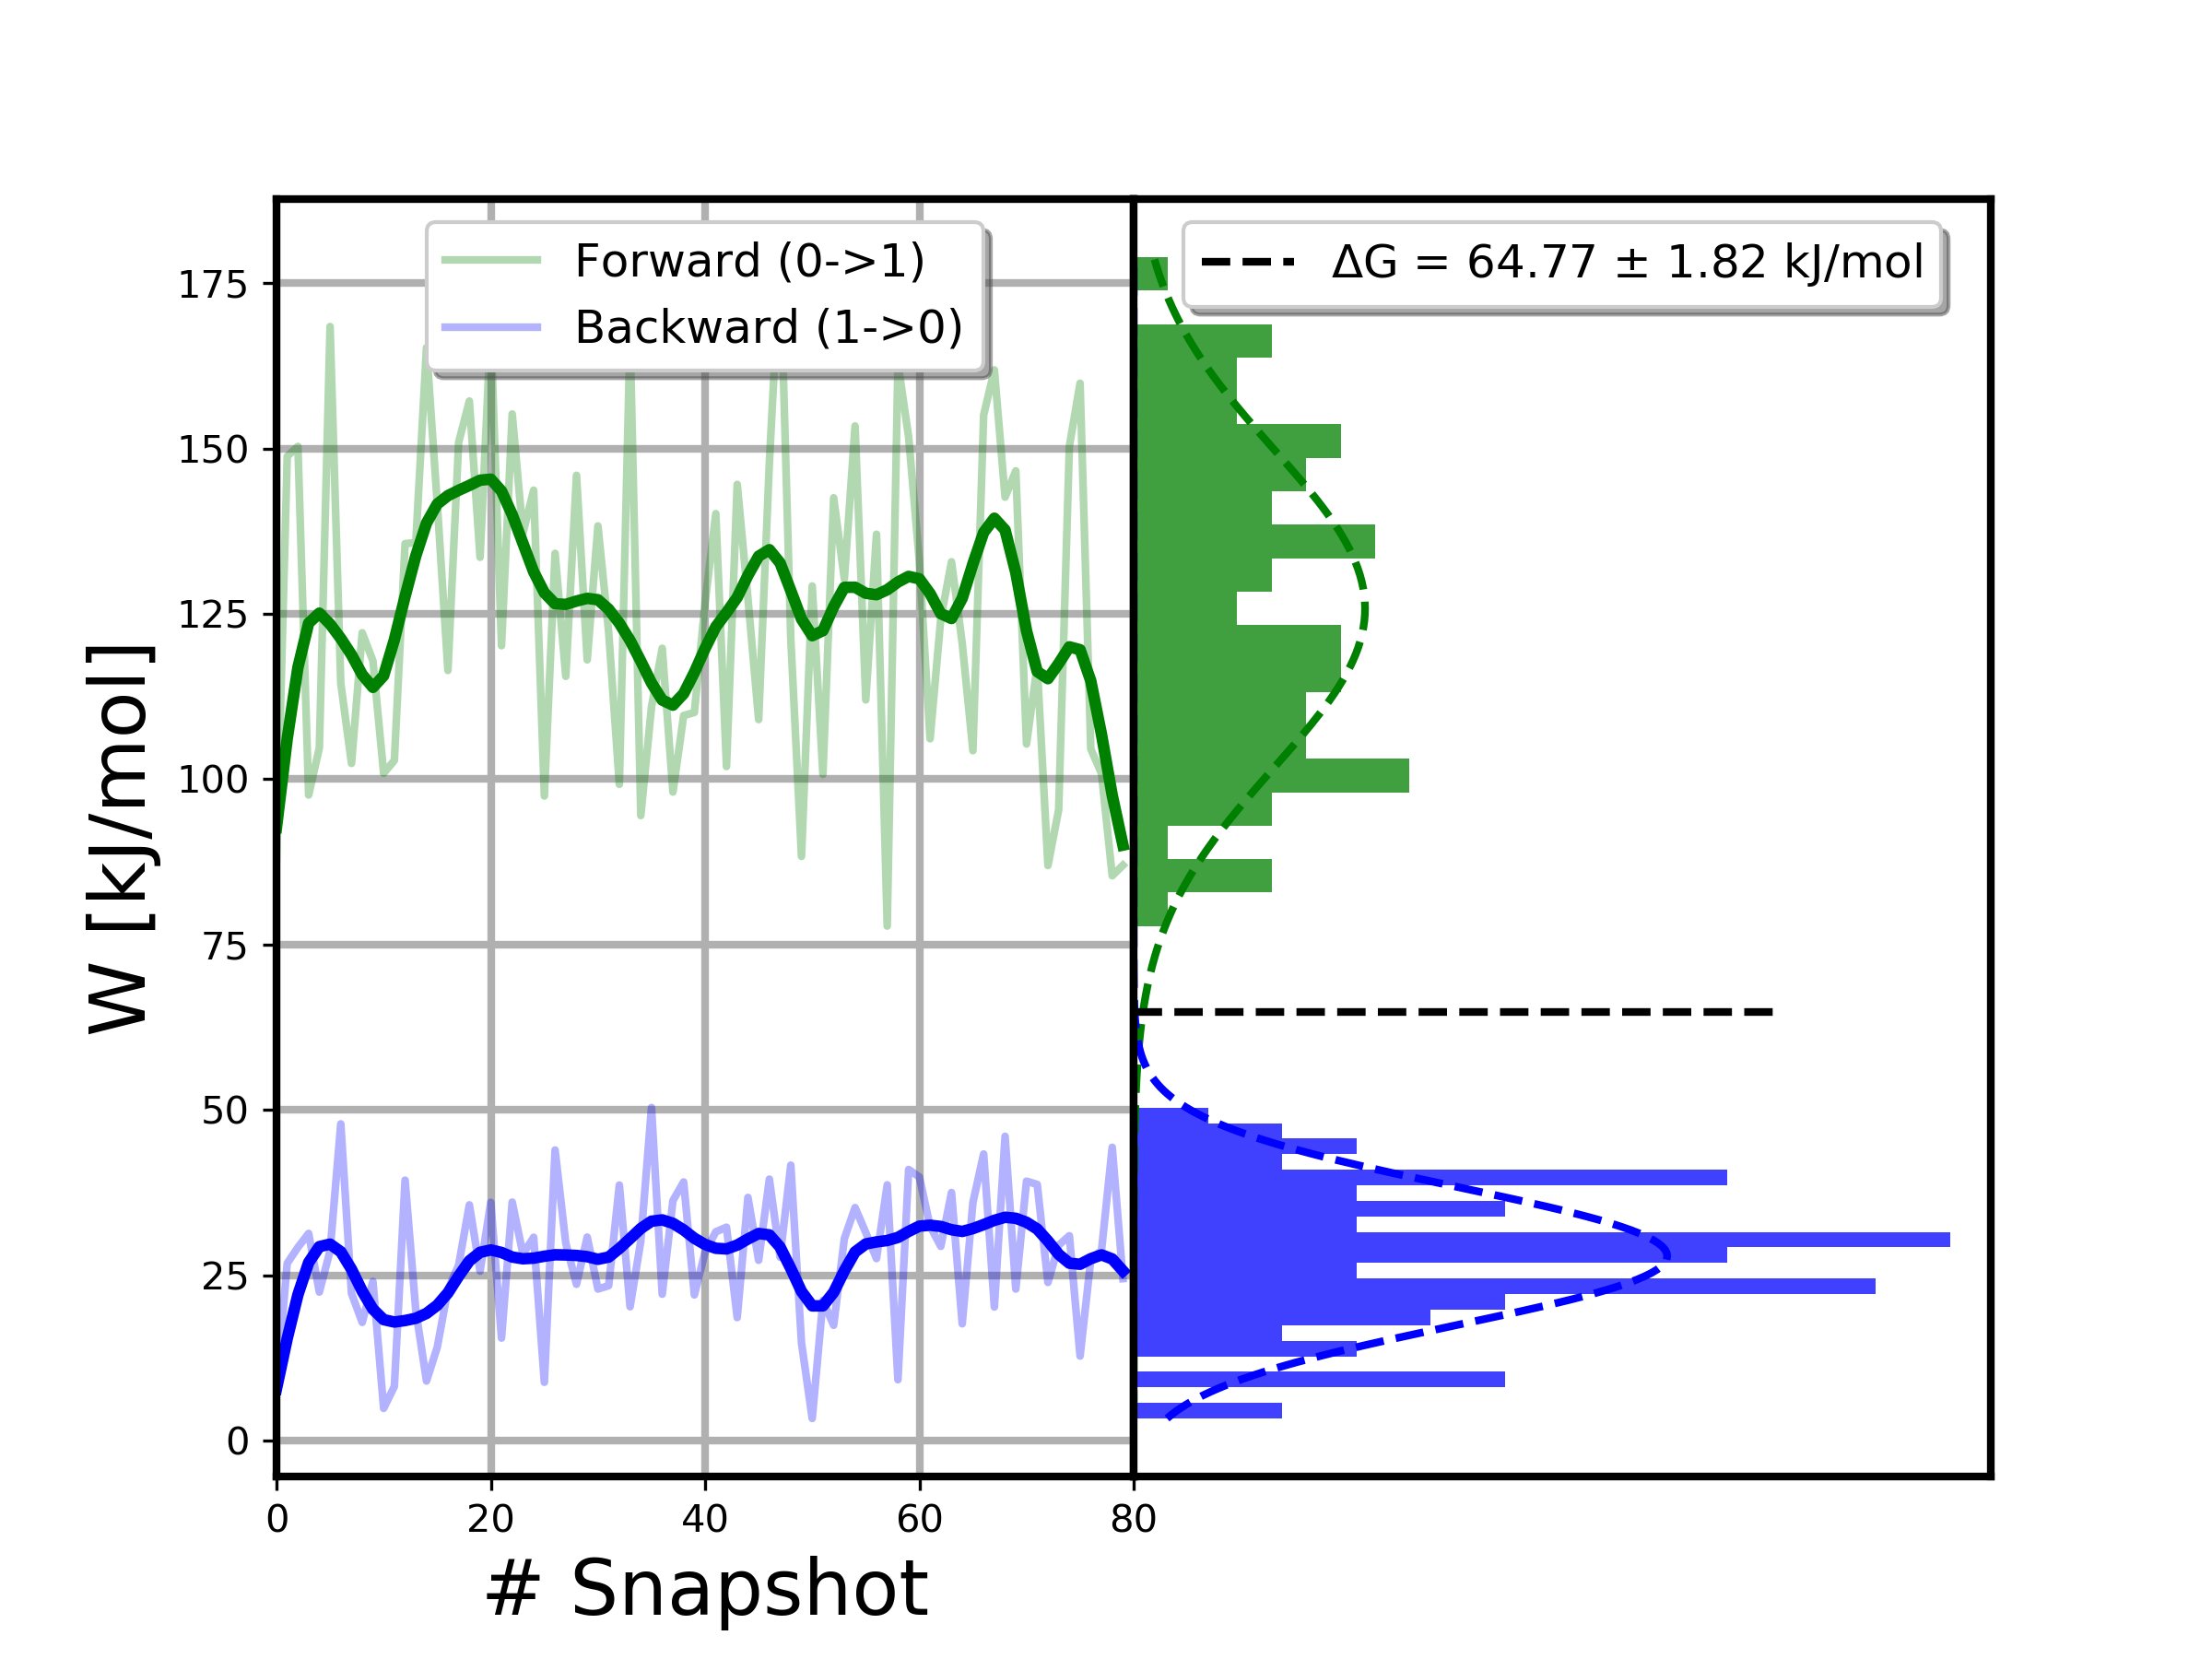 Forward (0->1)
Backward (1->0)
ΔG = 64.77 ± 1.82 kJ/mol
W [kJ/mol]
175
150
125
100
75
50
25
0
0 20 40 60 80
# Snapshot